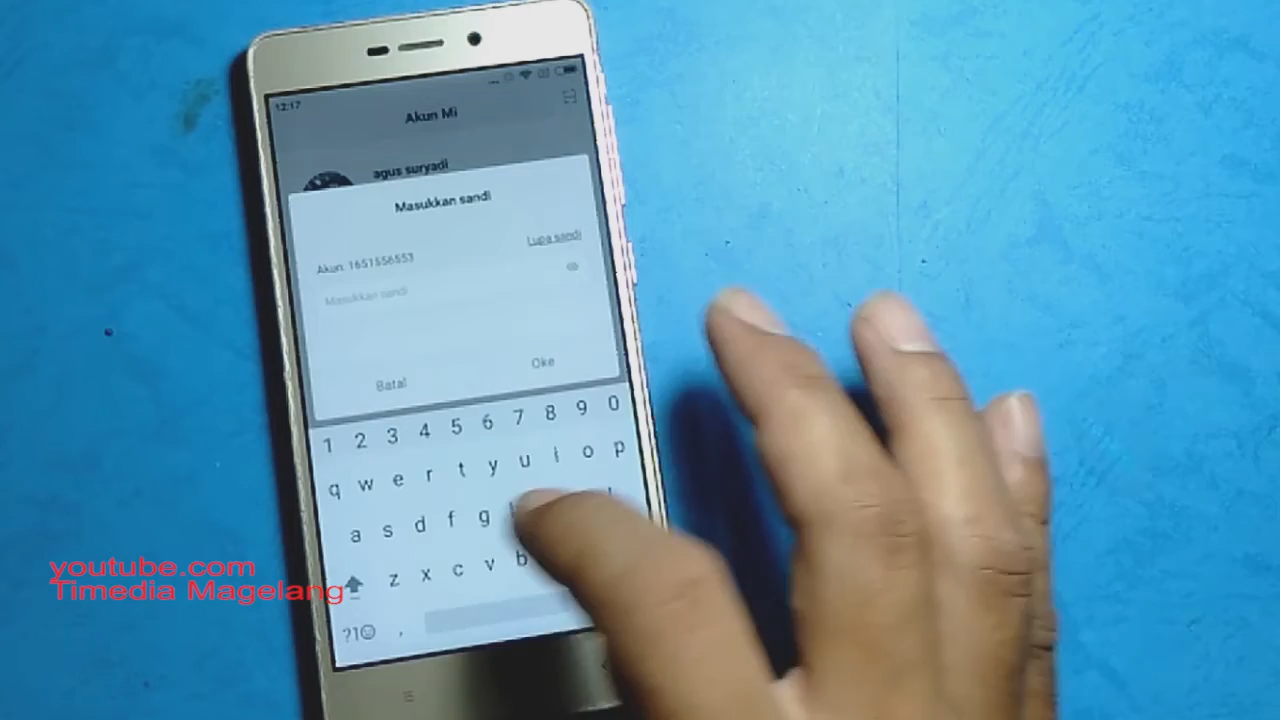 12:17
Akun Mi
agus suryadi
Masukkan sandi
Lupa sandi
Akun: 1651556553
Masukkan sandi
Batal
Oke
1 2 3 4 5 6 7 8 9 0
q w e r t y u i o p
a s d f g
z x c v b
?1☺ ,
youtube.com
Timedia Magelang